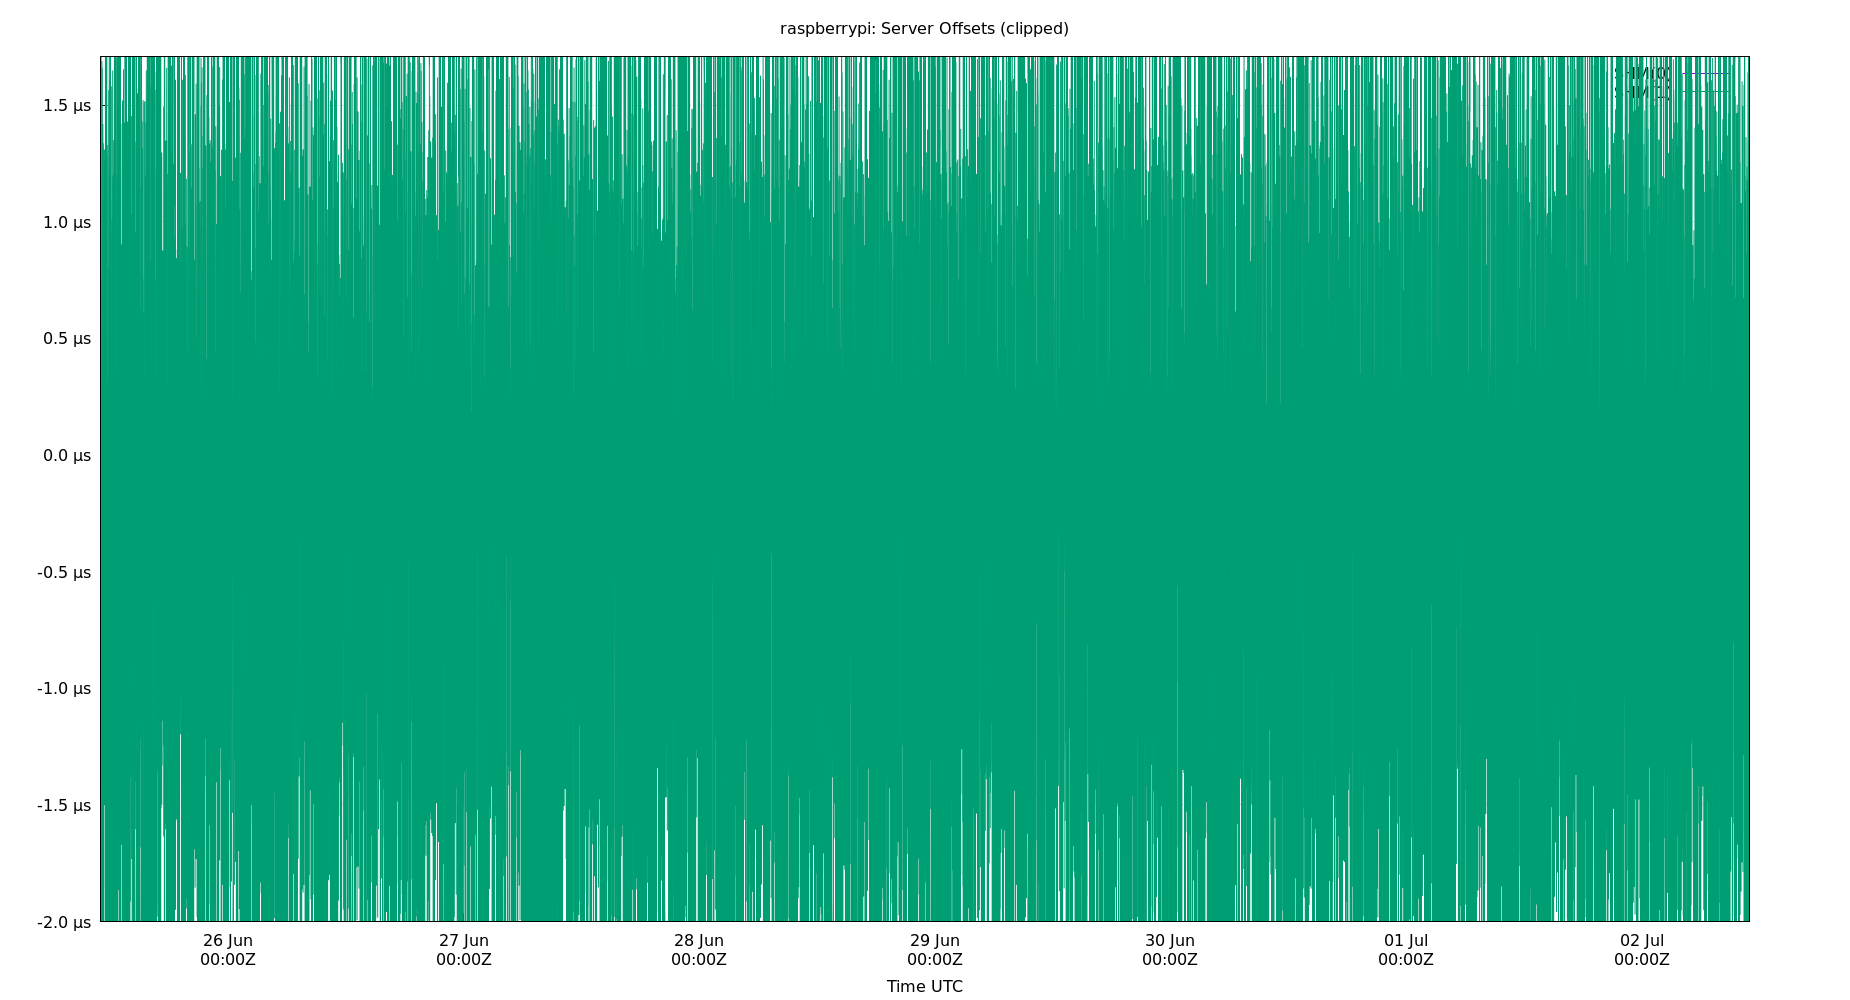 raspberrypi: Server Offsets (clipped)
1.5 µs
1.0 µs
0.5 µs
0.0 µs
-0.5 µs
-1.0 µs
-1.5 µs
-2.0 µs
26 Jun
00:00Z
27 Jun
00:00Z
28 Jun
00:00Z
29 Jun
00:00Z
30 Jun
00:00Z
01 Jul
00:00Z
02 Jul
00:00Z
Time UTC